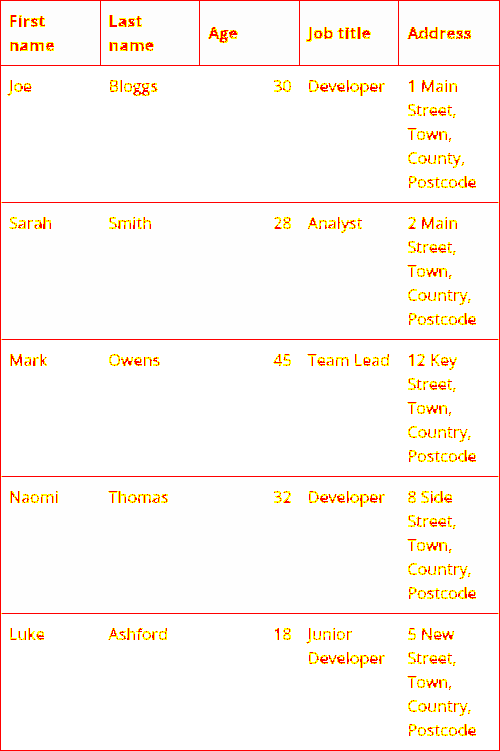 First name Last name Age Job title Address
Joe Bloggs 30 Developer 1 Main
Street,
Town,
County,
Postcode
Sarah Smith 28 Analyst 2 Main
Street,
Town,
Country,
Postcode
Mark Owens 45 Team Lead 12 Key
Street,
Town,
Country,
Postcode
Naomi Thomas 32 Developer 8 Side
Street,
Town,
Country,
Postcode
Luke Ashford 18 Junior 5 New
Developer Street,
Town,
Country,
Postcode